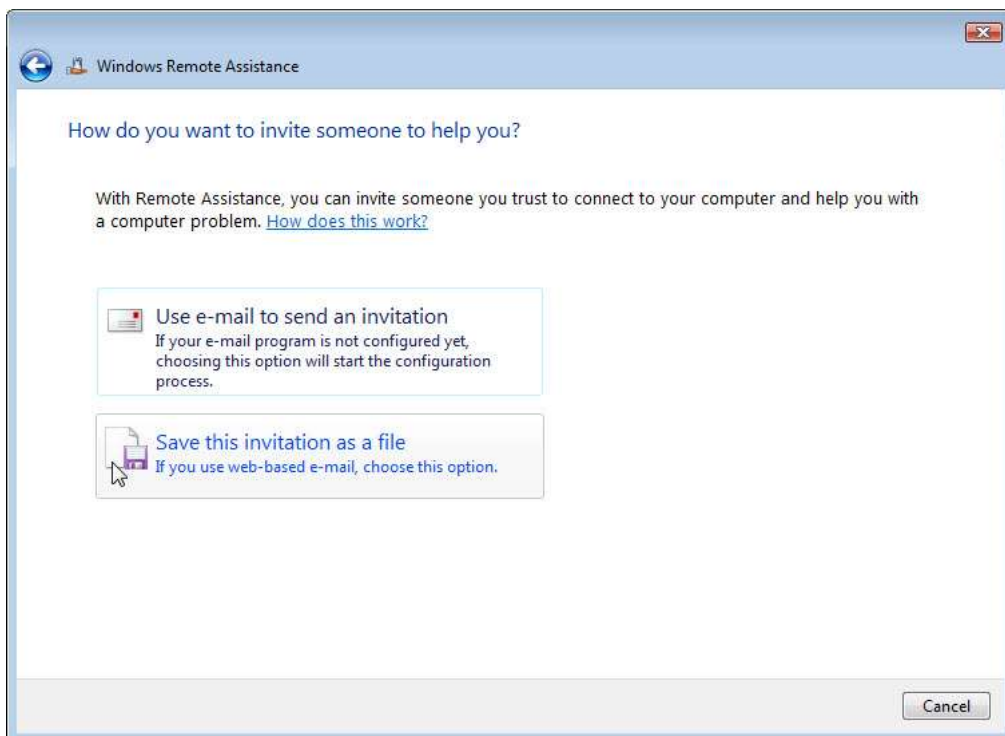 Windows Remote Assistance
How do you want to invite someone to help you?
With Remote Assistance, you can invite someone you trust to connect to your computer and help you with
a computer problem. How does this work?
Use e-mail to send an invitation
If your e-mail program is not configured yet,
choosing this option will start the configuration
process.
Save this invitation as a file
If you use web-based e-mail, choose this option.
Cancel